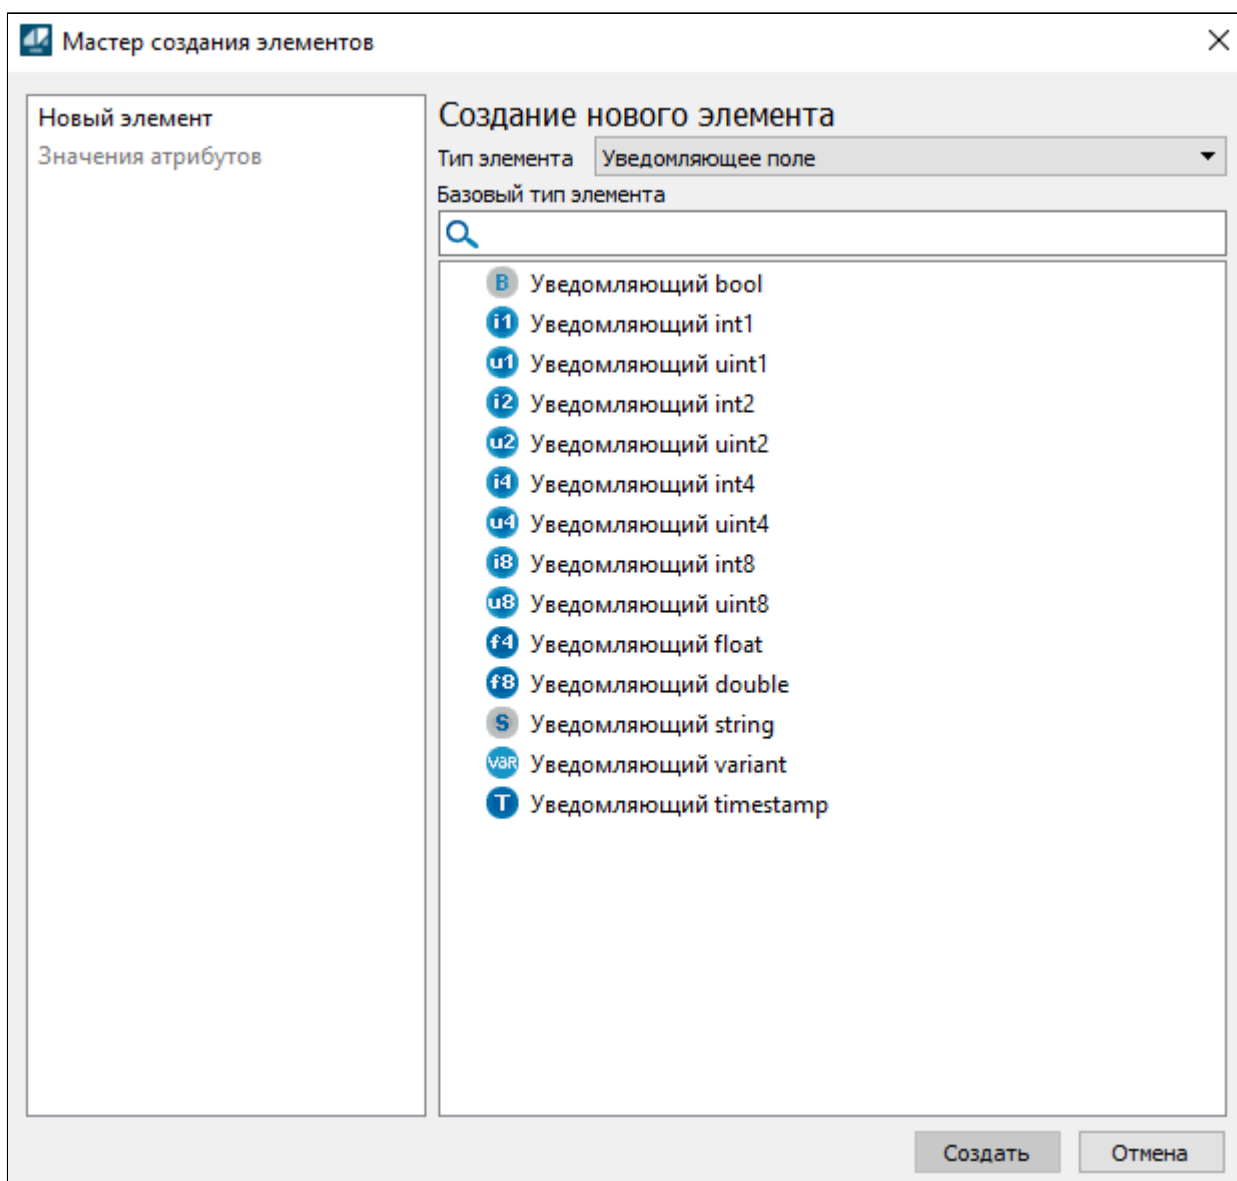 Мастер создания элементов
Новый элемент
Значения атрибутов
Создание нового элемента
Тип элемента Уведомляющее поле
Базовый тип элемента
B Уведомляющий bool
i1 Уведомляющий int1
u1 Уведомляющий uint1
i2 Уведомляющий int2
u2 Уведомляющий uint2
i4 Уведомляющий int4
u4 Уведомляющий uint4
i8 Уведомляющий int8
u8 Уведомляющий uint8
f4 Уведомляющий float
f8 Уведомляющий double
S Уведомляющий string
VaR Уведомляющий variant
T Уведомляющий timestamp
Создать Отмена